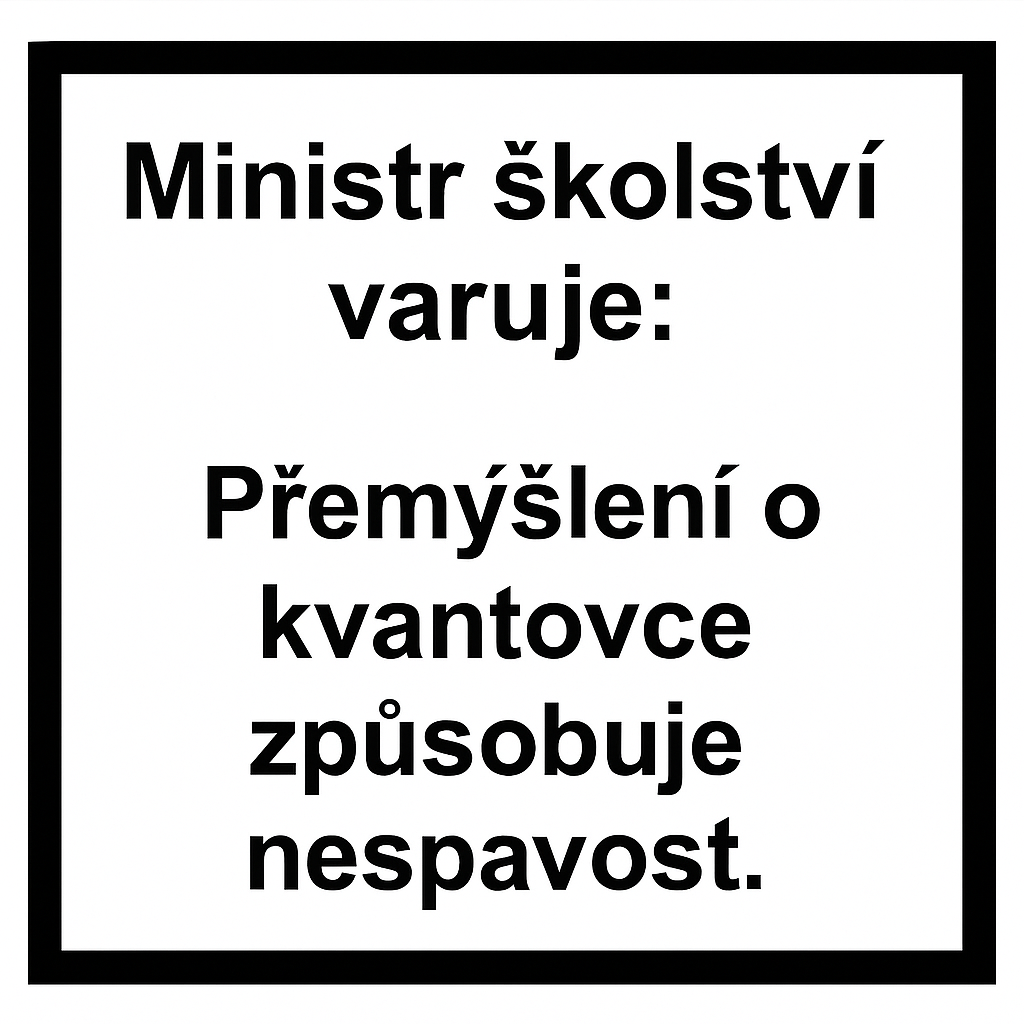 Ministr školství
varuje:
Přemýšlení o
kvantovce
způsobuje
nespavost.